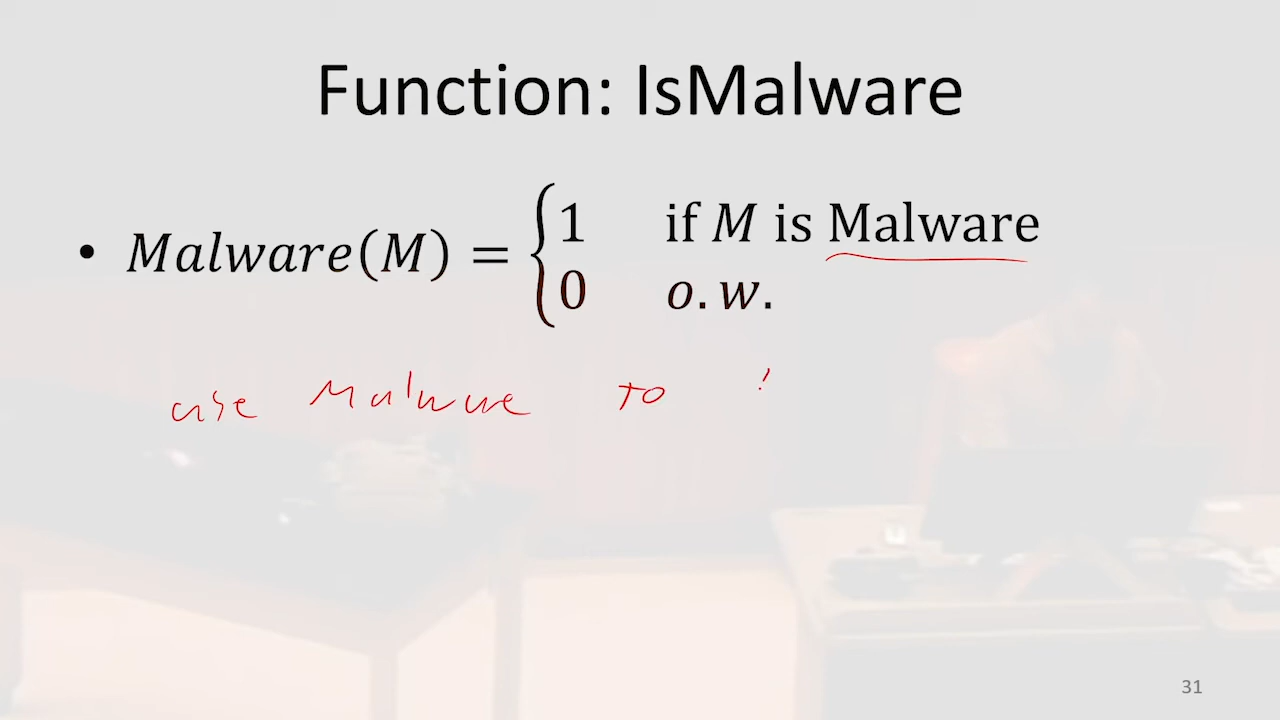 Function: IsMalware
• Malware(M) = { 1 if M is Malware
0 o.w.
use Malware to
31